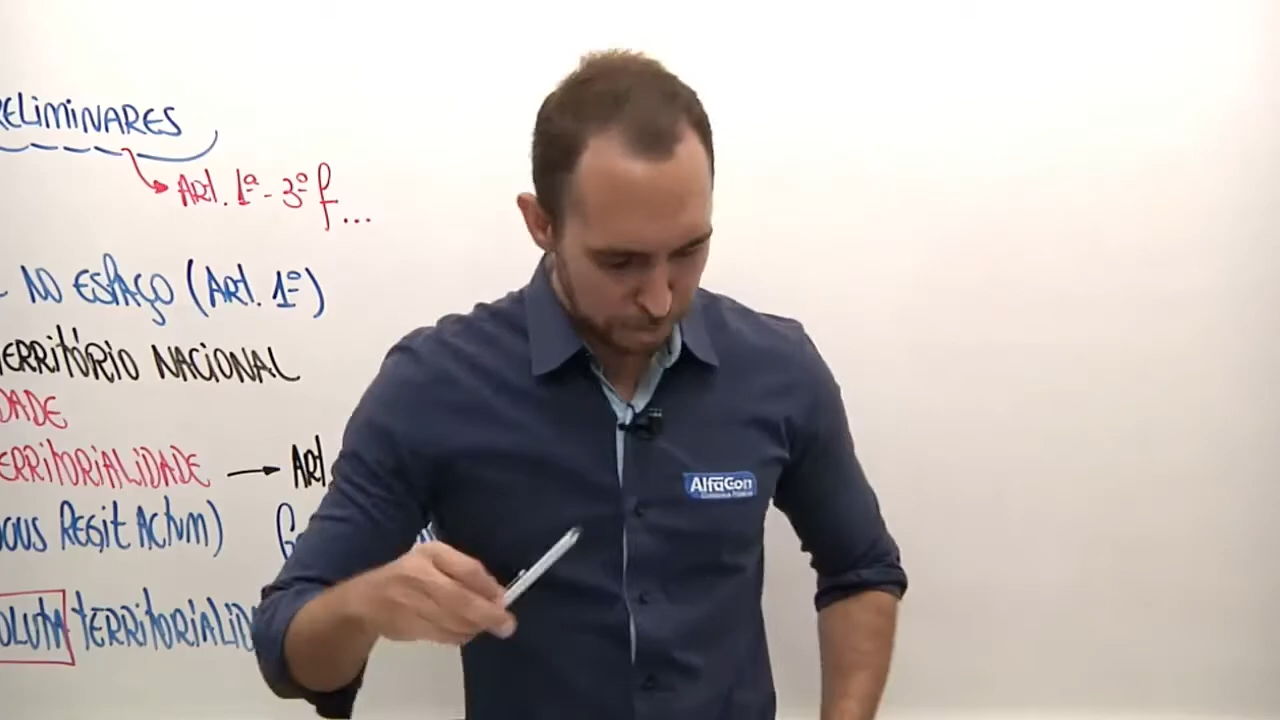 RELIMINARES
Art. 1º - 3º f...
NO ESPAÇO (Art. 1º)
ERRITÓRIO NACIONAL
DADE
ERRITORIALIDADE → Art
OUS REGIT ACTUM)
OLUTA TERRITORIALID
AlfaCon